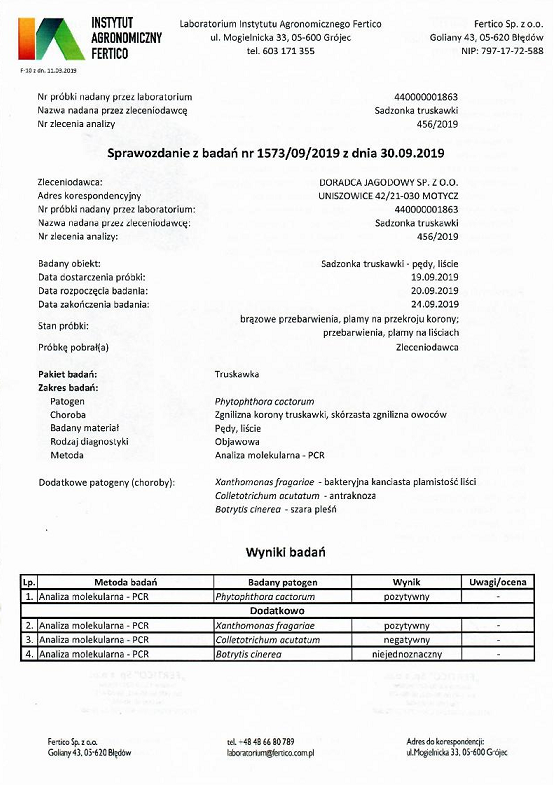 INSTYTUT
AGRONOMICZNY
FERTICO
F-10 z dn. 11.03.2019
Laboratorium Instytutu Agronomicznego Fertico
ul. Mogielnicka 33, 05-600 Grójec
tel. 603 171 355
Fertico Sp. z o.o.
Goliany 43, 05-620 Błędów
NIP: 797-17-72-588
Nr próbki nadany przez laboratorium 440000001863
Nazwa nadana przez zleceniodawcę Sadzonka truskawki
Nr zlecenia analizy 456/2019
Sprawozdanie z badań nr 1573/09/2019 z dnia 30.09.2019
Zleceniodawca: DORADCA JAGODOWY SP. Z O.O.
Adres korespondencyjny UNISZOWICE 42/21-030 MOTYCZ
Nr próbki nadany przez laboratorium: 440000001863
Nazwa nadana przez zleceniodawcę: Sadzonka truskawki
Nr zlecenia analizy: 456/2019
Badany obiekt: Sadzonka truskawki - pędy, liście
Data dostarczenia próbki: 19.09.2019
Data rozpoczęcia badania: 20.09.2019
Data zakończenia badania: 24.09.2019
Stan próbki: brązowe przebarwienia, plamy na przekroju korony;
przebarwienia, plamy na liściach
Próbkę pobrał(a) Zleceniodawca
Pakiet badań: Truskawka
Zakres badań:
Patogen Phytophthora cactorum
Choroba Zgnilizna korony truskawki, skórzasta zgnilizna owoców
Badany materiał Pędy, liście
Rodzaj diagnostyki Objawowa
Metoda Analiza molekularna - PCR
Dodatkowe patogeny (choroby): Xanthomonas fragariae - bakteryjna kanciasta plamistość liści
Colletotrichum acutatum - antraknoza
Botrytis cinerea - szara pleśń
Wyniki badań
Lp. Metoda badań Badany patogen Wynik Uwagi/ocena
1. Analiza molekularna - PCR Phytophthora cactorum pozytywny -
Dodatkowo
2. Analiza molekularna - PCR Xanthomonas fragariae pozytywny -
3. Analiza molekularna - PCR Colletotrichum acutatum negatywny -
4. Analiza molekularna - PCR Botrytis cinerea niejednoznaczny -
Fertico Sp. z o.o.
Goliany 43, 05-620 Błędów
tel. +48 48 66 80 789
laboratorium@fertico.com.pl
Adres do korespondencji:
ul.Mogielnicka 33, 05-600 Grójec